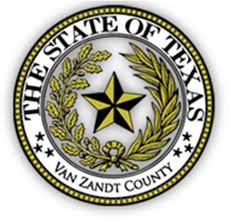 THE STATE OF TEXAS
VAN ZANDT COUNTY